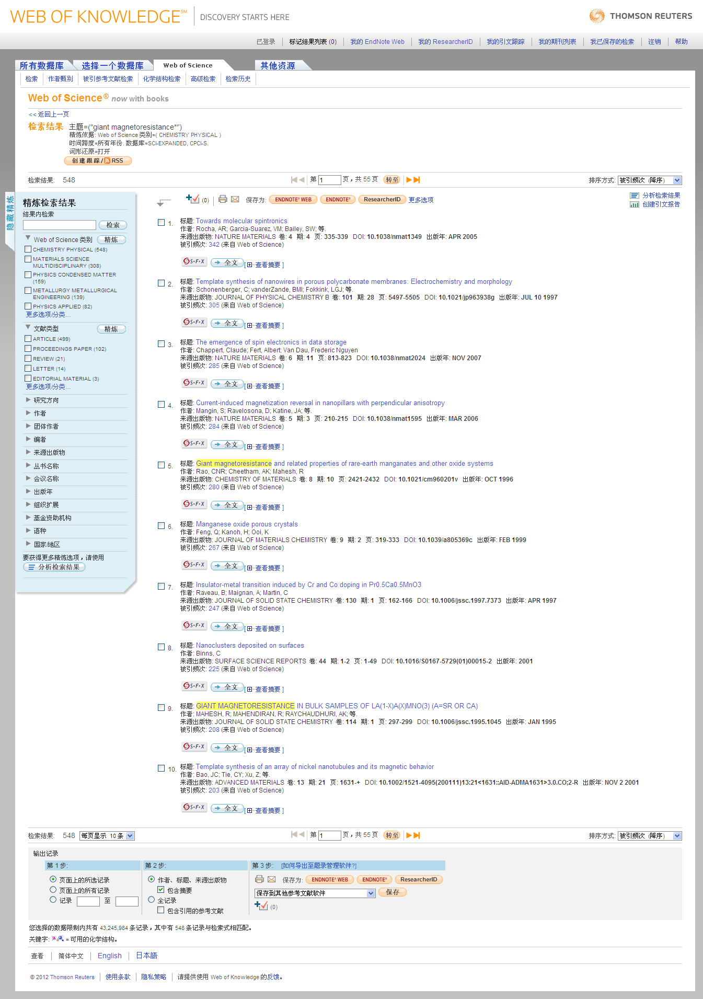 WEB OF KNOWLEDGE℠ DISCOVERY STARTS HERE
THOMSON REUTERS
已登录 标记结果列表 (0) 我的 EndNote Web 我的 ResearcherID 我的引文跟踪 我的期刊列表 我已保存的检索 注销 帮助
所有数据库 选择一个数据库 Web of Science 其他资源
检索 作者甄别 被引参考文献检索 化学结构检索 高级检索 检索历史
Web of Science® now with books
<< 返回上一页
检索结果 主题=("giant magnetoresistance*")
精炼依据: Web of Science 类别=( CHEMISTRY PHYSICAL )
时间跨度=所有年份. 数据库=SCI-EXPANDED, CPCI-S.
词形还原=打开
创建跟踪 / RSS
检索结果: 548 第 1 页，共 55 页 转至 排序方式: 被引频次 (降序)
隐藏精炼
精炼检索结果
结果内检索
检索
Web of Science 类别 精炼
CHEMISTRY PHYSICAL (548)
MATERIALS SCIENCE
MULTIDISCIPLINARY (308)
PHYSICS CONDENSED MATTER
(159)
METALLURGY METALLURGICAL
ENGINEERING (139)
PHYSICS APPLIED (82)
更多选项/分类...
文献类型 精炼
ARTICLE (499)
PROCEEDINGS PAPER (102)
REVIEW (21)
LETTER (14)
EDITORIAL MATERIAL (3)
更多选项/分类...
研究方向
作者
团体作者
编者
来源出版物
丛书名称
会议名称
出版年
组织扩展
基金资助机构
语种
国家/地区
要获得更多精炼选项，请使用
分析检索结果
(0) 保存为: ENDNOTE® WEB ENDNOTE® ResearcherID 更多选项
分析检索结果
创建引文报告
1. 标题: Towards molecular spintronics
作者: Rocha, AR; Garcia-Suarez, VM; Bailey, SW; 等.
来源出版物: NATURE MATERIALS 卷: 4 期: 4 页: 335-339 DOI: 10.1038/nmat1349 出版年: APR 2005
被引频次: 342 (来自 Web of Science)
S·F·X 全文 [ 查看摘要 ]
2. 标题: Template synthesis of nanowires in porous polycarbonate membranes: Electrochemistry and morphology
作者: Schonenberger, C; vanderZande, BMI; Fokkink, LGJ; 等.
来源出版物: JOURNAL OF PHYSICAL CHEMISTRY B 卷: 101 期: 28 页: 5497-5505 DOI: 10.1021/jp963938g 出版年: JUL 10 1997
被引频次: 305 (来自 Web of Science)
S·F·X 全文 [ 查看摘要 ]
3. 标题: The emergence of spin electronics in data storage
作者: Chappert, Claude; Fert, Albert; Van Dau, Frederic Nguyen
来源出版物: NATURE MATERIALS 卷: 6 期: 11 页: 813-823 DOI: 10.1038/nmat2024 出版年: NOV 2007
被引频次: 285 (来自 Web of Science)
S·F·X 全文 [ 查看摘要 ]
4. 标题: Current-induced magnetization reversal in nanopillars with perpendicular anisotropy
作者: Mangin, S; Ravelosona, D; Katine, JA; 等.
来源出版物: NATURE MATERIALS 卷: 5 期: 3 页: 210-215 DOI: 10.1038/nmat1595 出版年: MAR 2006
被引频次: 284 (来自 Web of Science)
S·F·X 全文 [ 查看摘要 ]
5. 标题: Giant magnetoresistance and related properties of rare-earth manganates and other oxide systems
作者: Rao, CNR; Cheetham, AK; Mahesh, R
来源出版物: CHEMISTRY OF MATERIALS 卷: 8 期: 10 页: 2421-2432 DOI: 10.1021/cm960201v 出版年: OCT 1996
被引频次: 280 (来自 Web of Science)
S·F·X 全文 [ 查看摘要 ]
6. 标题: Manganese oxide porous crystals
作者: Feng, Q; Kanoh, H; Ooi, K
来源出版物: JOURNAL OF MATERIALS CHEMISTRY 卷: 9 期: 2 页: 319-333 DOI: 10.1039/a805369c 出版年: FEB 1999
被引频次: 267 (来自 Web of Science)
S·F·X 全文 [ 查看摘要 ]
7. 标题: Insulator-metal transition induced by Cr and Co doping in Pr0.5Ca0.5MnO3
作者: Raveau, B; Maignan, A; Martin, C
来源出版物: JOURNAL OF SOLID STATE CHEMISTRY 卷: 130 期: 1 页: 162-166 DOI: 10.1006/jssc.1997.7373 出版年: APR 1997
被引频次: 247 (来自 Web of Science)
S·F·X 全文 [ 查看摘要 ]
8. 标题: Nanoclusters deposited on surfaces
作者: Binns, C
来源出版物: SURFACE SCIENCE REPORTS 卷: 44 期: 1-2 页: 1-49 DOI: 10.1016/S0167-5729(01)00015-2 出版年: 2001
被引频次: 225 (来自 Web of Science)
S·F·X 全文 [ 查看摘要 ]
9. 标题: GIANT MAGNETORESISTANCE IN BULK SAMPLES OF LA(1-X)A(X)MNO(3) (A=SR OR CA)
作者: MAHESH, R; MAHENDIRAN, R; RAYCHAUDHURI, AK; 等.
来源出版物: JOURNAL OF SOLID STATE CHEMISTRY 卷: 114 期: 1 页: 297-299 DOI: 10.1006/jssc.1995.1045 出版年: JAN 1995
被引频次: 208 (来自 Web of Science)
S·F·X 全文 [ 查看摘要 ]
10. 标题: Template synthesis of an array of nickel nanotubules and its magnetic behavior
作者: Bao, JC; Tie, CY; Xu, Z; 等.
来源出版物: ADVANCED MATERIALS 卷: 13 期: 21 页: 1631-+ DOI: 10.1002/1521-4095(200111)13:21<1631::AID-ADMA1631>3.0.CO;2-R 出版年: NOV 2 2001
被引频次: 203 (来自 Web of Science)
S·F·X 全文 [ 查看摘要 ]
检索结果: 548 每页显示 10 条 第 1 页，共 55 页 转至 排序方式: 被引频次 (降序)
输出记录
第 1 步: 第 2 步: 第 3 步: [如何导出至题录管理软件?]
页面上的所选记录
页面上的所有记录
记录 至
作者、标题、来源出版物
包含摘要
全记录
包含引用的参考文献
保存为: ENDNOTE® WEB ENDNOTE® ResearcherID
保存到其他参考文献软件 保存
(0)
您选择的数据限制内共有 43,245,984 条记录，其中有 548 条记录与检索式相匹配。
关键字: = 可用的化学结构。
查看 简体中文 English 日本語
© 2012 Thomson Reuters 使用条款 隐私策略 请提供使用 Web of Knowledge 的反馈。